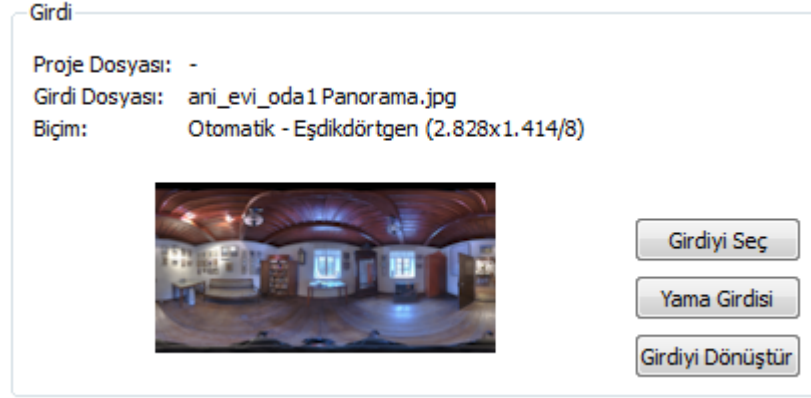 Girdi
Proje Dosyası: -
Girdi Dosyası: ani_evi_oda1 Panorama.jpg
Biçim: Otomatik - Eşdikdörtgen (2.828x1.414/8)
Girdiyi Seç
Yama Girdisi
Girdiyi Dönüştür